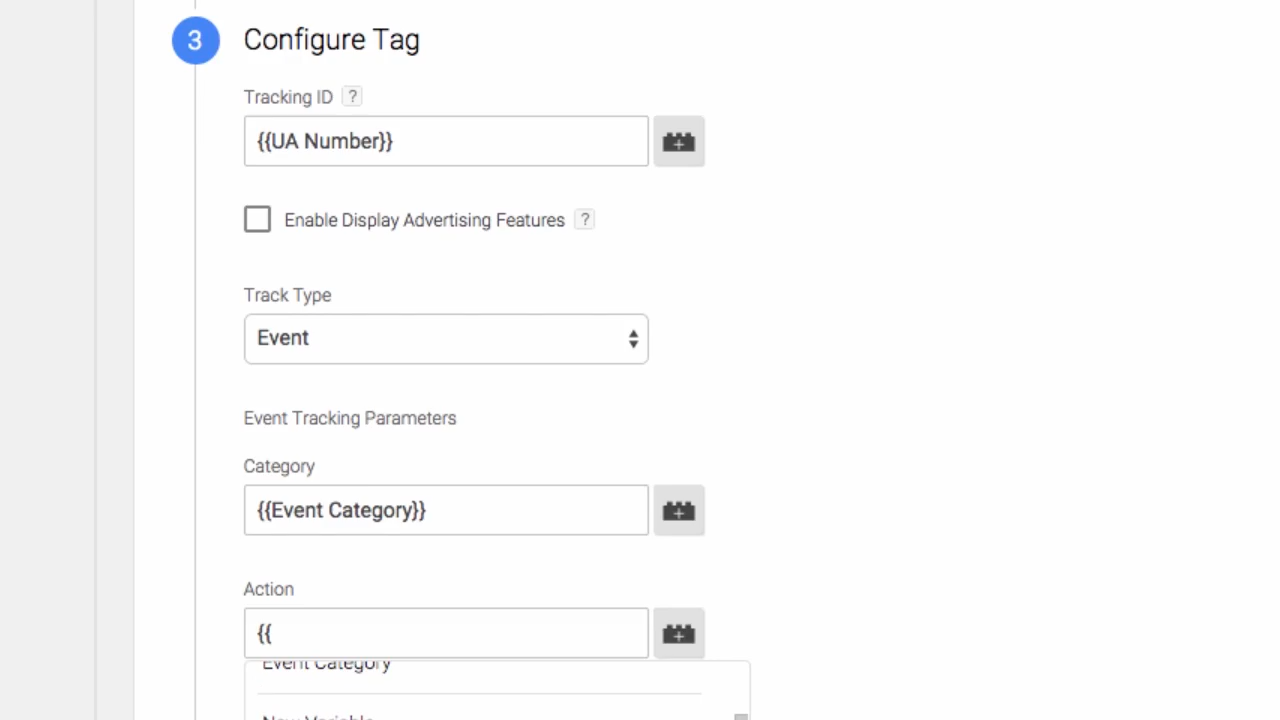 3 Configure Tag
Tracking ID ?
{{UA Number}}
Enable Display Advertising Features ?
Track Type
Event
Event Tracking Parameters
Category
{{Event Category}}
Action
{{
Event Category
New Variable